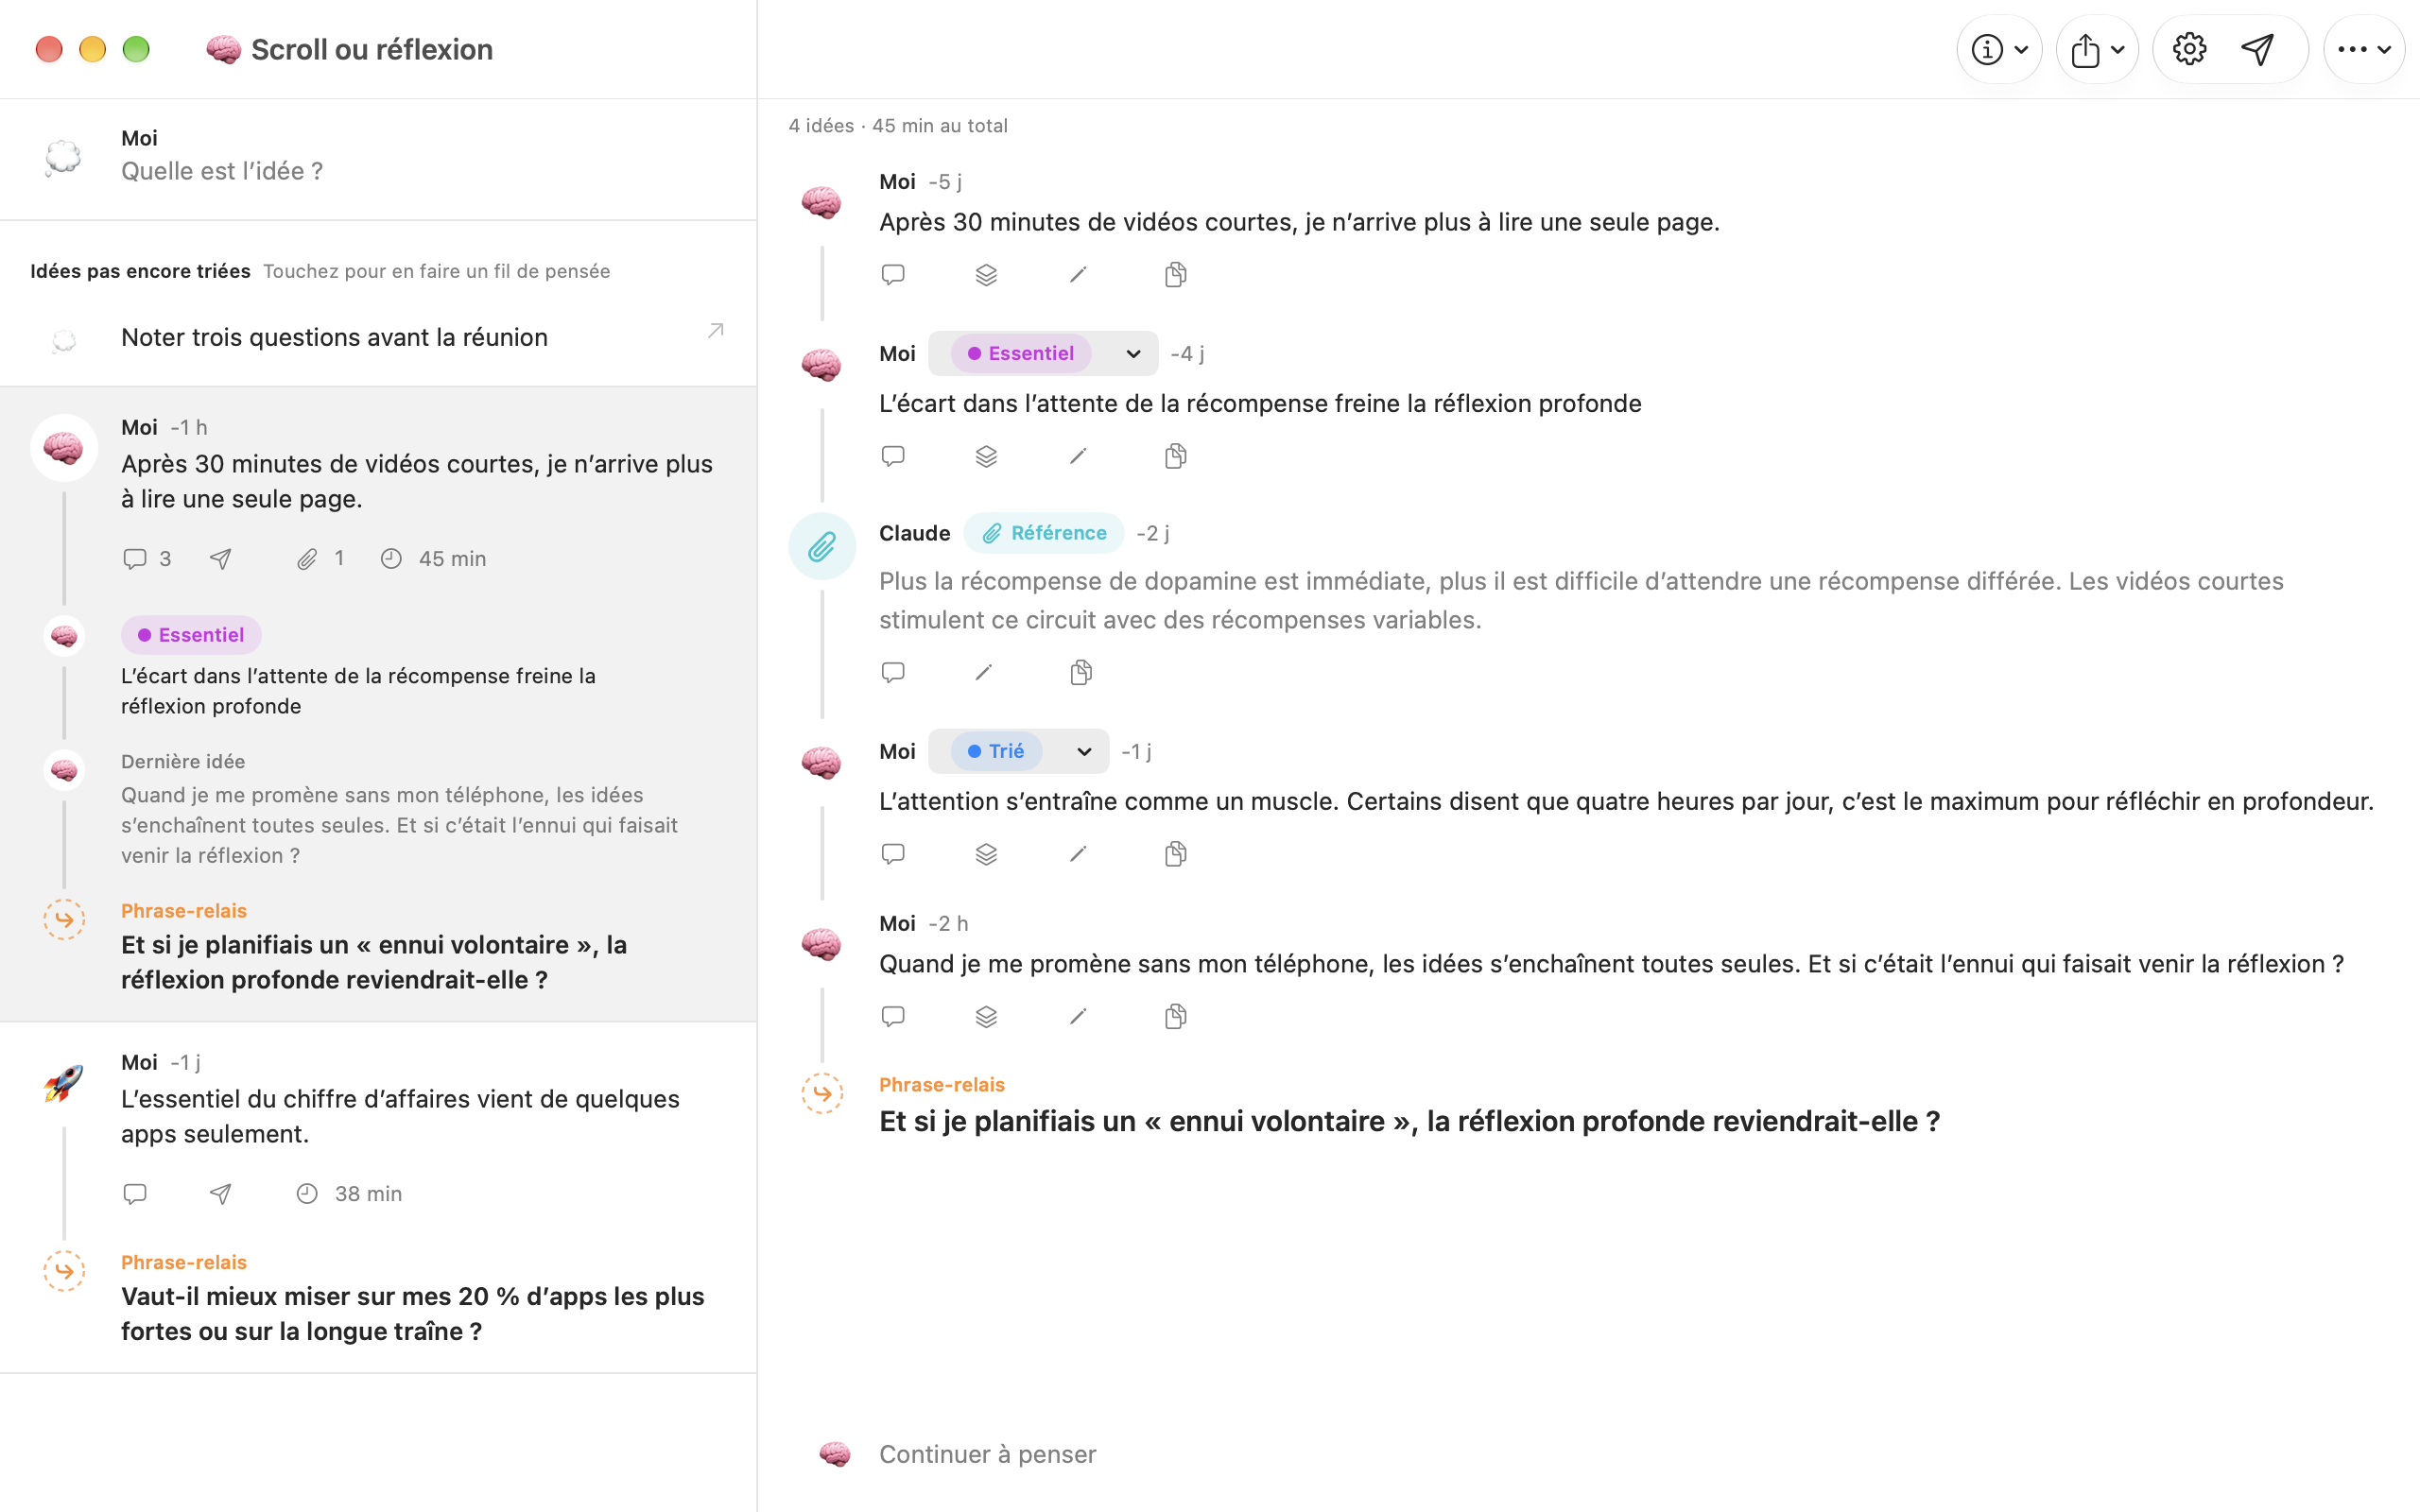 Scroll ou réflexion
Moi
Quelle est l’idée ?
Idées pas encore triées Touchez pour en faire un fil de pensée
Noter trois questions avant la réunion
Moi -1 h
Après 30 minutes de vidéos courtes, je n’arrive plus
à lire une seule page.
3 1 45 min
Essentiel
L’écart dans l’attente de la récompense freine la
réflexion profonde
Dernière idée
Quand je me promène sans mon téléphone, les idées
s’enchaînent toutes seules. Et si c’était l’ennui qui faisait
venir la réflexion ?
Phrase-relais
Et si je planifiais un « ennui volontaire », la
réflexion profonde reviendrait-elle ?
Moi -1 j
L’essentiel du chiffre d’affaires vient de quelques
apps seulement.
38 min
Phrase-relais
Vaut-il mieux miser sur mes 20 % d’apps les plus
fortes ou sur la longue traîne ?
4 idées · 45 min au total
Moi -5 j
Après 30 minutes de vidéos courtes, je n’arrive plus à lire une seule page.
Moi Essentiel -4 j
L’écart dans l’attente de la récompense freine la réflexion profonde
Claude Référence -2 j
Plus la récompense de dopamine est immédiate, plus il est difficile d’attendre une récompense différée. Les vidéos courtes
stimulent ce circuit avec des récompenses variables.
Moi Trié -1 j
L’attention s’entraîne comme un muscle. Certains disent que quatre heures par jour, c’est le maximum pour réfléchir en profondeur.
Moi -2 h
Quand je me promène sans mon téléphone, les idées s’enchaînent toutes seules. Et si c’était l’ennui qui faisait venir la réflexion ?
Phrase-relais
Et si je planifiais un « ennui volontaire », la réflexion profonde reviendrait-elle ?
Continuer à penser